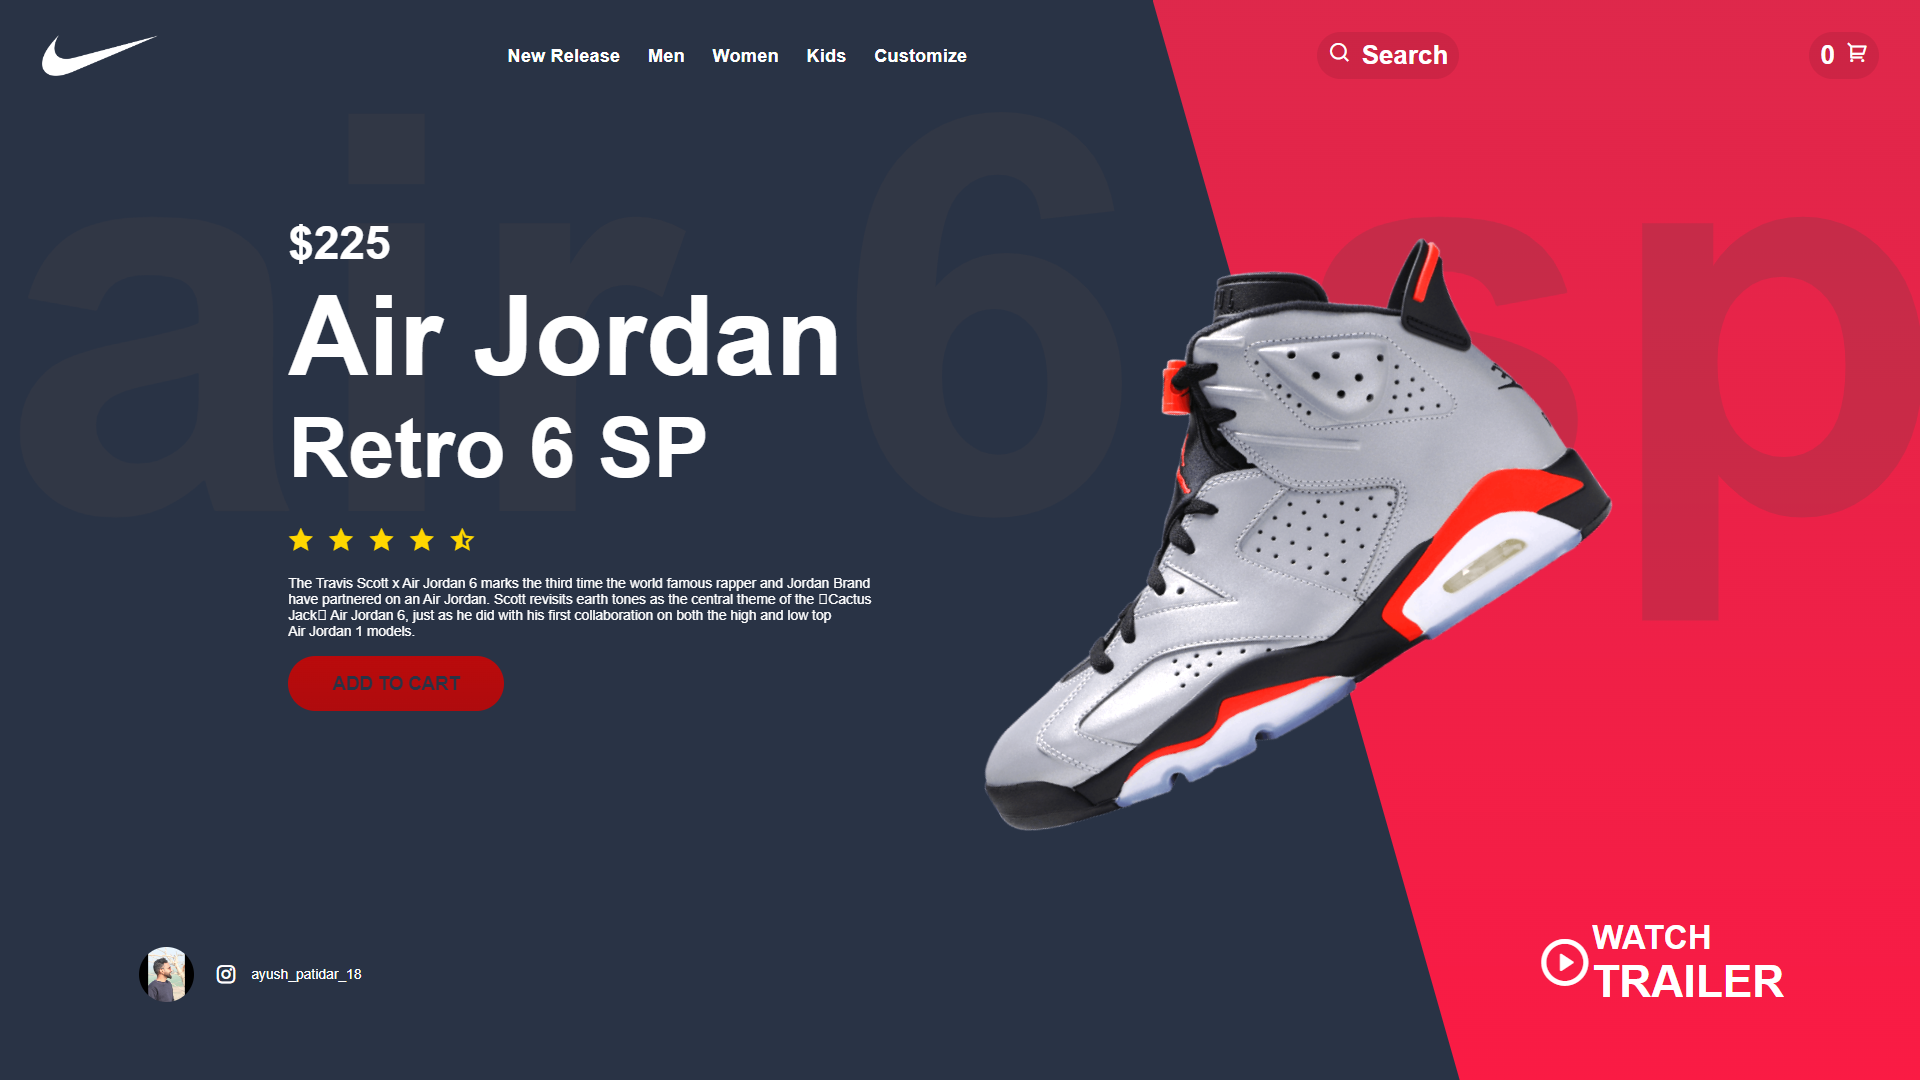 New Release Men Women Kids Customize
Search
0
air 6 sp
$225
Air Jordan
Retro 6 SP
The Travis Scott x Air Jordan 6 marks the third time the world famous rapper and Jordan Brand
have partnered on an Air Jordan. Scott revisits earth tones as the central theme of the □Cactus
Jack□ Air Jordan 6, just as he did with his first collaboration on both the high and low top
Air Jordan 1 models.
ADD TO CART
ayush_patidar_18
WATCH
TRAILER